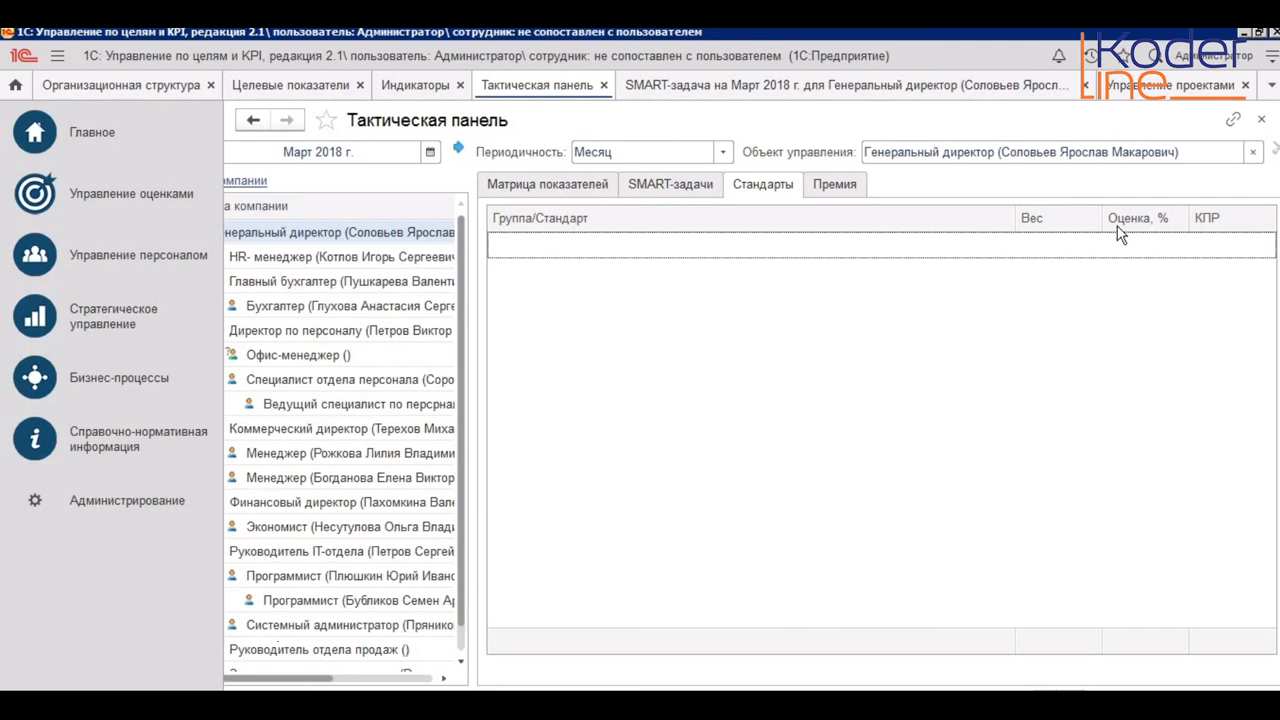 1С: Управление по целям и KPI, редакция 2.1\ пользователь: Администратор\ сотрудник: не сопоставлен с пользователем
1С: Управление по целям и KPI, редакция 2.1\ пользователь: Администратор\ сотрудник: не сопоставлен с пользователем (1С:Предприятие)
Администратор
Koder
line
Организационная структура
Целевые показатели
Индикаторы
Тактическая панель
SMART-задача на Март 2018 г. для Генеральный директор (Соловьев Яросл...
Управление проектами
Главное
Управление оценками
Управление персоналом
Стратегическое
управление
Бизнес-процессы
Справочно-нормативная
информация
Администрирование
Тактическая панель
Март 2018 г.
Периодичность: Месяц
Объект управления: Генеральный директор (Соловьев Ярослав Макарович)
омпании
а компании
неральный директор (Соловьев Ярослав
HR- менеджер (Котлов Игорь Сергееви
Главный бухгалтер (Пушкарева Валент
Бухгалтер (Глухова Анастасия Серге
Директор по персоналу (Петров Виктор
Офис-менеджер ()
Специалист отдела персонала (Соро
Ведущий специалист по персрна
Коммерческий директор (Терехов Миха
Менеджер (Рожкова Лилия Владими
Менеджер (Богданова Елена Виктор
Финансовый директор (Пахомкина Вале
Экономист (Несутулова Ольга Влад
Руководитель IT-отдела (Петров Сергей
Программист (Плюшкин Юрий Иван
Программист (Бубликов Семен Ар
Системный администратор (Прянико
Руководитель отдела продаж ()
Матрица показателей
SMART-задачи
Стандарты
Премия
Группа/Стандарт
Вес
Оценка, %
КПР